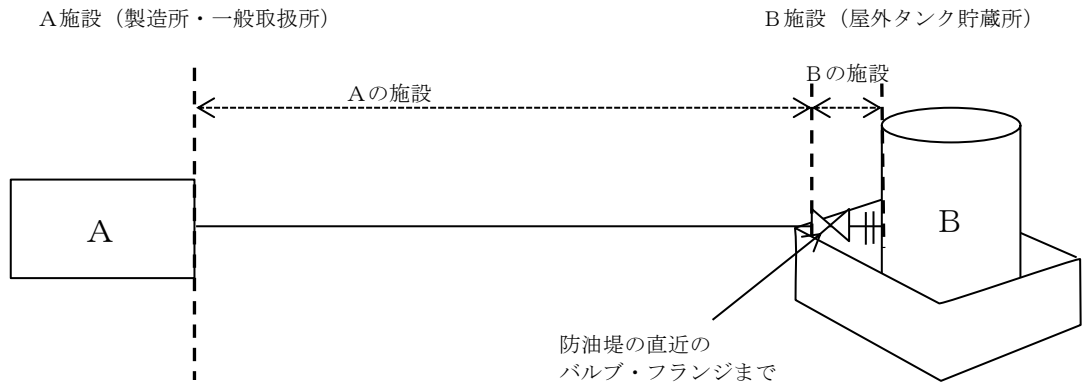 Ａ施設（製造所・一般取扱所）
Ｂ施設（屋外タンク貯蔵所）
Ｂの施設
Ａの施設
Ａ
Ｂ
防油堤の直近の
バルブ・フランジまで